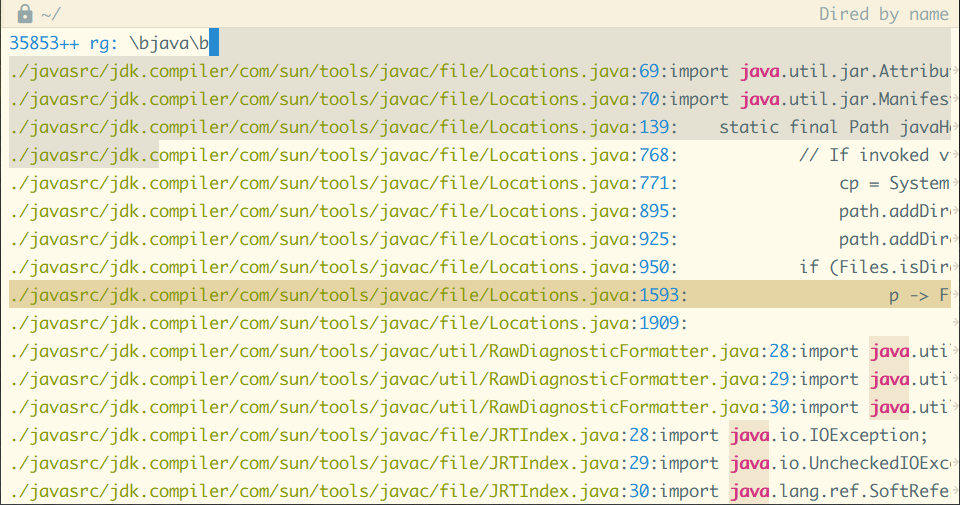 ~/ Dired by name
35853++ rg: \bjava\b
./javasrc/jdk.compiler/com/sun/tools/javac/file/Locations.java:69:import java.util.jar.Attribu
./javasrc/jdk.compiler/com/sun/tools/javac/file/Locations.java:70:import java.util.jar.Manifes
./javasrc/jdk.compiler/com/sun/tools/javac/file/Locations.java:139:    static final Path javaH
./javasrc/jdk.compiler/com/sun/tools/javac/file/Locations.java:768:            // If invoked v
./javasrc/jdk.compiler/com/sun/tools/javac/file/Locations.java:771:                cp = System
./javasrc/jdk.compiler/com/sun/tools/javac/file/Locations.java:895:                path.addDir
./javasrc/jdk.compiler/com/sun/tools/javac/file/Locations.java:925:                path.addDir
./javasrc/jdk.compiler/com/sun/tools/javac/file/Locations.java:950:            if (Files.isDir
./javasrc/jdk.compiler/com/sun/tools/javac/file/Locations.java:1593:                    p -> F
./javasrc/jdk.compiler/com/sun/tools/javac/file/Locations.java:1909:
./javasrc/jdk.compiler/com/sun/tools/javac/util/RawDiagnosticFormatter.java:28:import java.util
./javasrc/jdk.compiler/com/sun/tools/javac/util/RawDiagnosticFormatter.java:29:import java.util
./javasrc/jdk.compiler/com/sun/tools/javac/util/RawDiagnosticFormatter.java:30:import java.util
./javasrc/jdk.compiler/com/sun/tools/javac/file/JRTIndex.java:28:import java.io.IOException;
./javasrc/jdk.compiler/com/sun/tools/javac/file/JRTIndex.java:29:import java.io.UncheckedIOExc
./javasrc/jdk.compiler/com/sun/tools/javac/file/JRTIndex.java:30:import java.lang.ref.SoftRefe